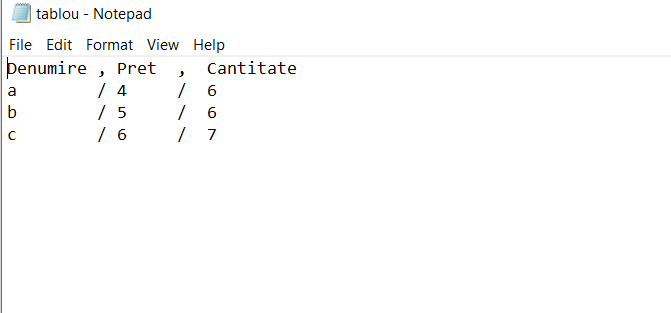 tablou - Notepad
File Edit Format View Help
Denumire , Pret , Cantitate
a / 4 / 6
b / 5 / 6
c / 6 / 7